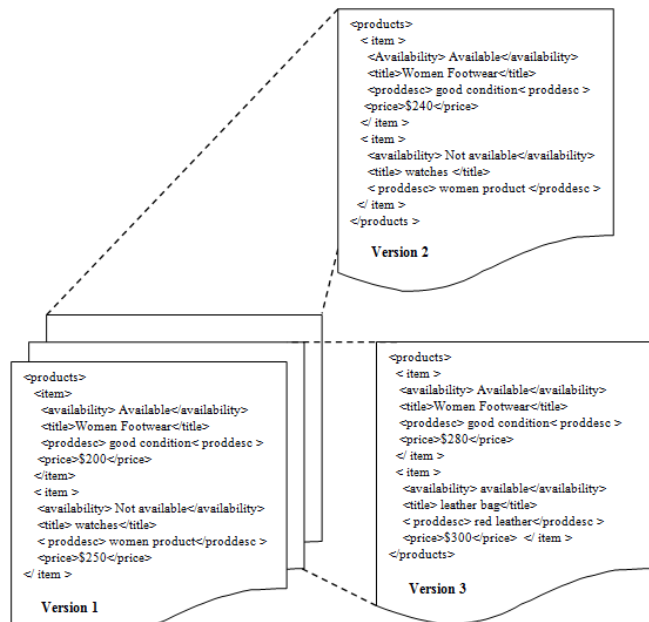 <products>
< item >
<Availability> Available</availability>
<title>Women Footwear</title>
<proddesc> good condition< proddesc >
<price>$240</price>
</ item >
< item >
<availability> Not available</availability>
<title> watches </title>
< proddesc> women product </proddesc >
</ item >
</products >
Version 2
<products>
<item>
<availability> Available</availability>
<title>Women Footwear</title>
<proddesc> good condition< proddesc >
<price>$200</price>
</item>
< item >
<availability> Not available</availability>
<title> watches</title>
< proddesc> women product</proddesc >
<price>$250</price>
</ item >
Version 1
<products>
< item >
<availability> Available</availability>
<title>Women Footwear</title>
<proddesc> good condition< proddesc >
<price>$280</price>
</ item >
< item >
<availability> available</availability>
<title> leather bag</title>
< proddesc> red leather</proddesc >
<price>$300</price> </ item >
</products>
Version 3